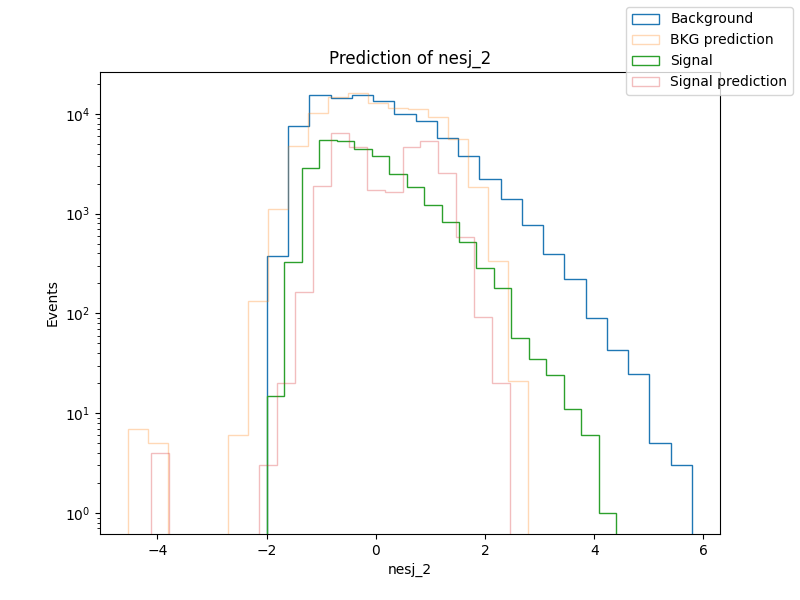 Prediction of nesj_2
Background
BKG prediction
Signal
Signal prediction
Events
10⁴
10³
10²
10¹
10⁰
−4
−2
0
2
4
6
nesj_2